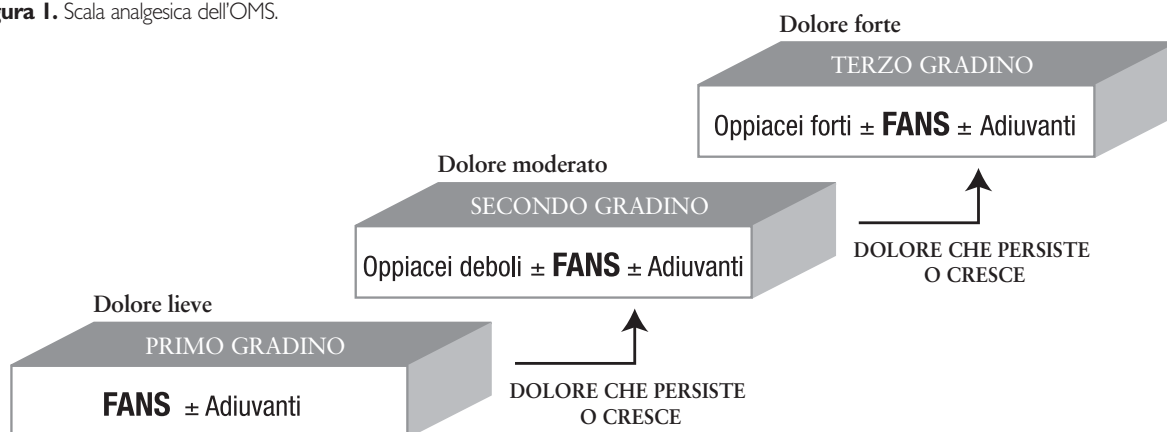 gura 1. Scala analgesica dell'OMS.
Dolore forte
TERZO GRADINO
Oppiacei forti ± FANS ± Adiuvanti
Dolore moderato
SECONDO GRADINO
Oppiacei deboli ± FANS ± Adiuvanti
DOLORE CHE PERSISTE
O CRESCE
Dolore lieve
PRIMO GRADINO
FANS ± Adiuvanti
DOLORE CHE PERSISTE
O CRESCE